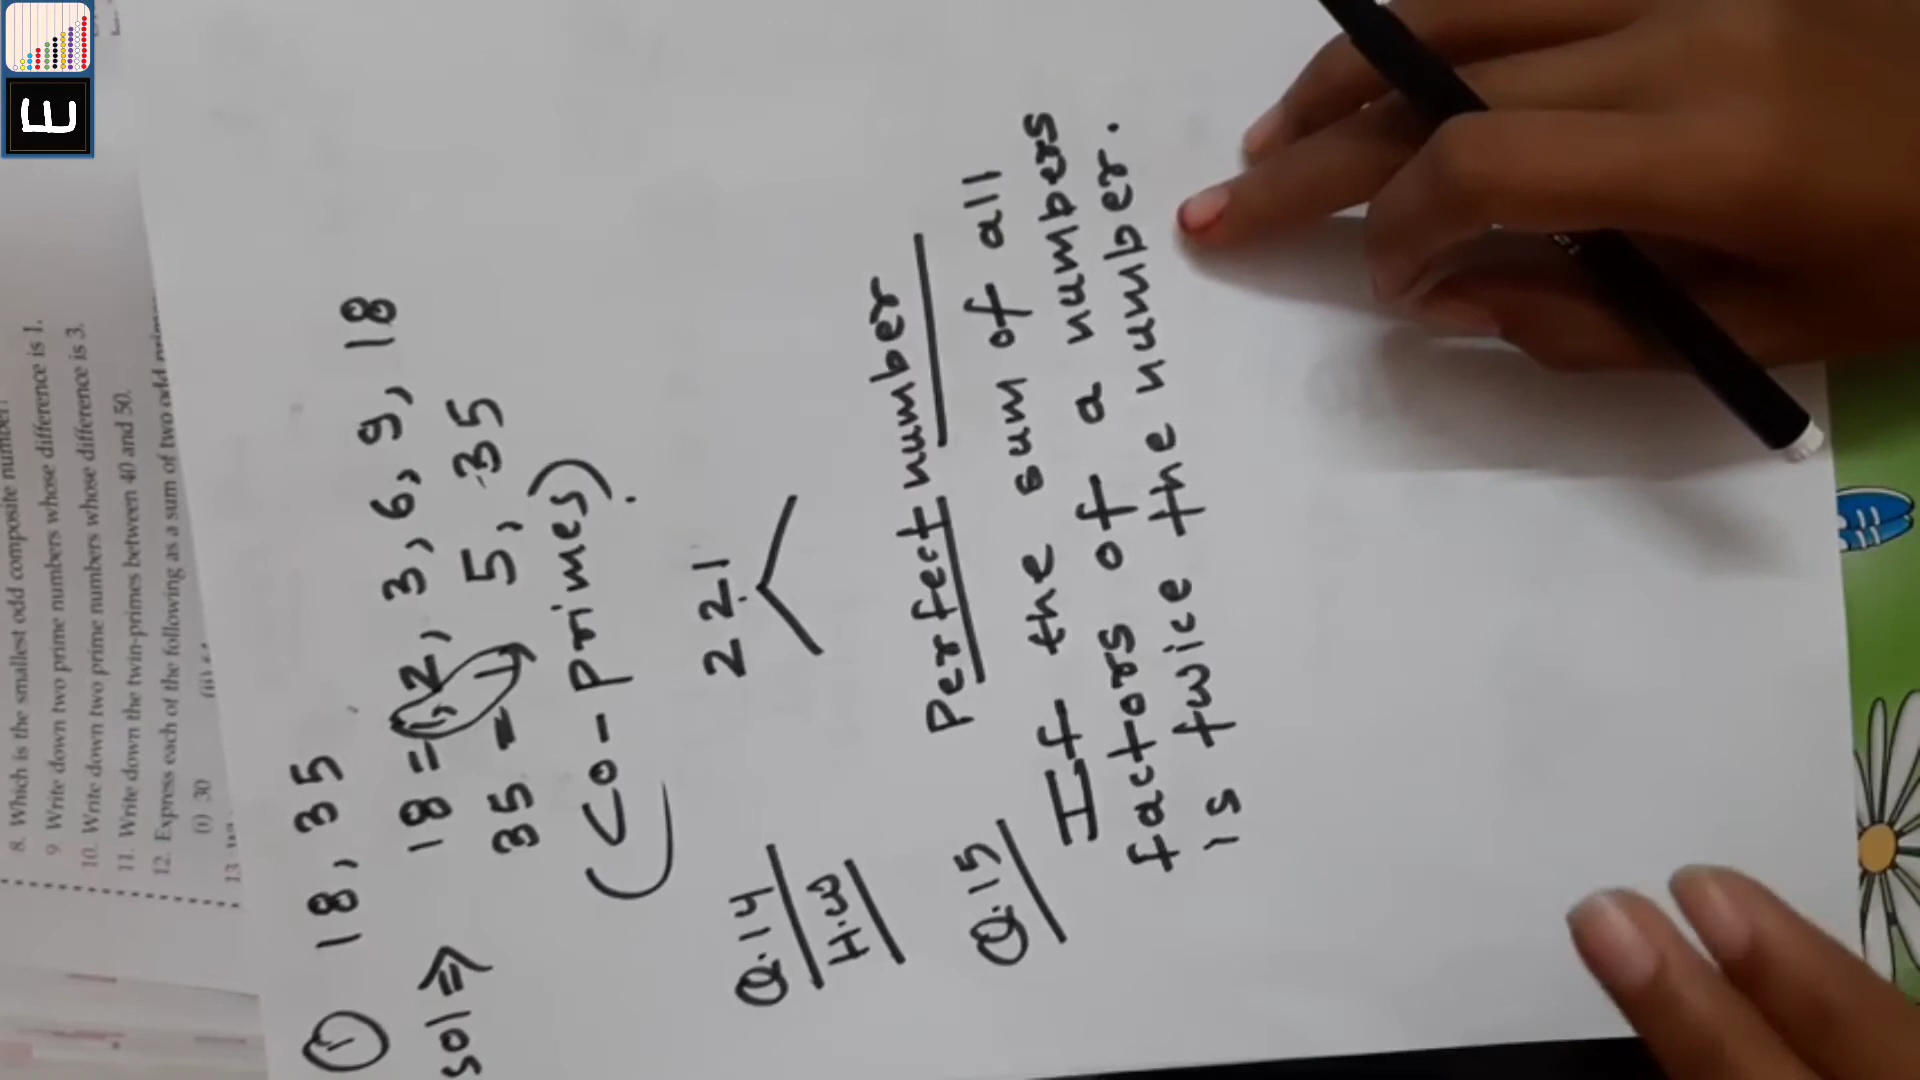 E
8. Which is the smallest odd composite number?
9. Write down two prime numbers whose difference is 1.
10. Write down two prime numbers whose difference is 3.
11. Write down the twin-primes between 40 and 50.
12. Express each of the following as a sum of two odd
(i) 30
13.
① 18, 35
sol ⇒ 18 = 1, 2, 3, 6, 9, 18
35 - 1, 5, 35
(Co-primes).
Q.14 221
H.W
Q.15 Perfect number
If the sum of all
factors of a numbers
is twice the number.